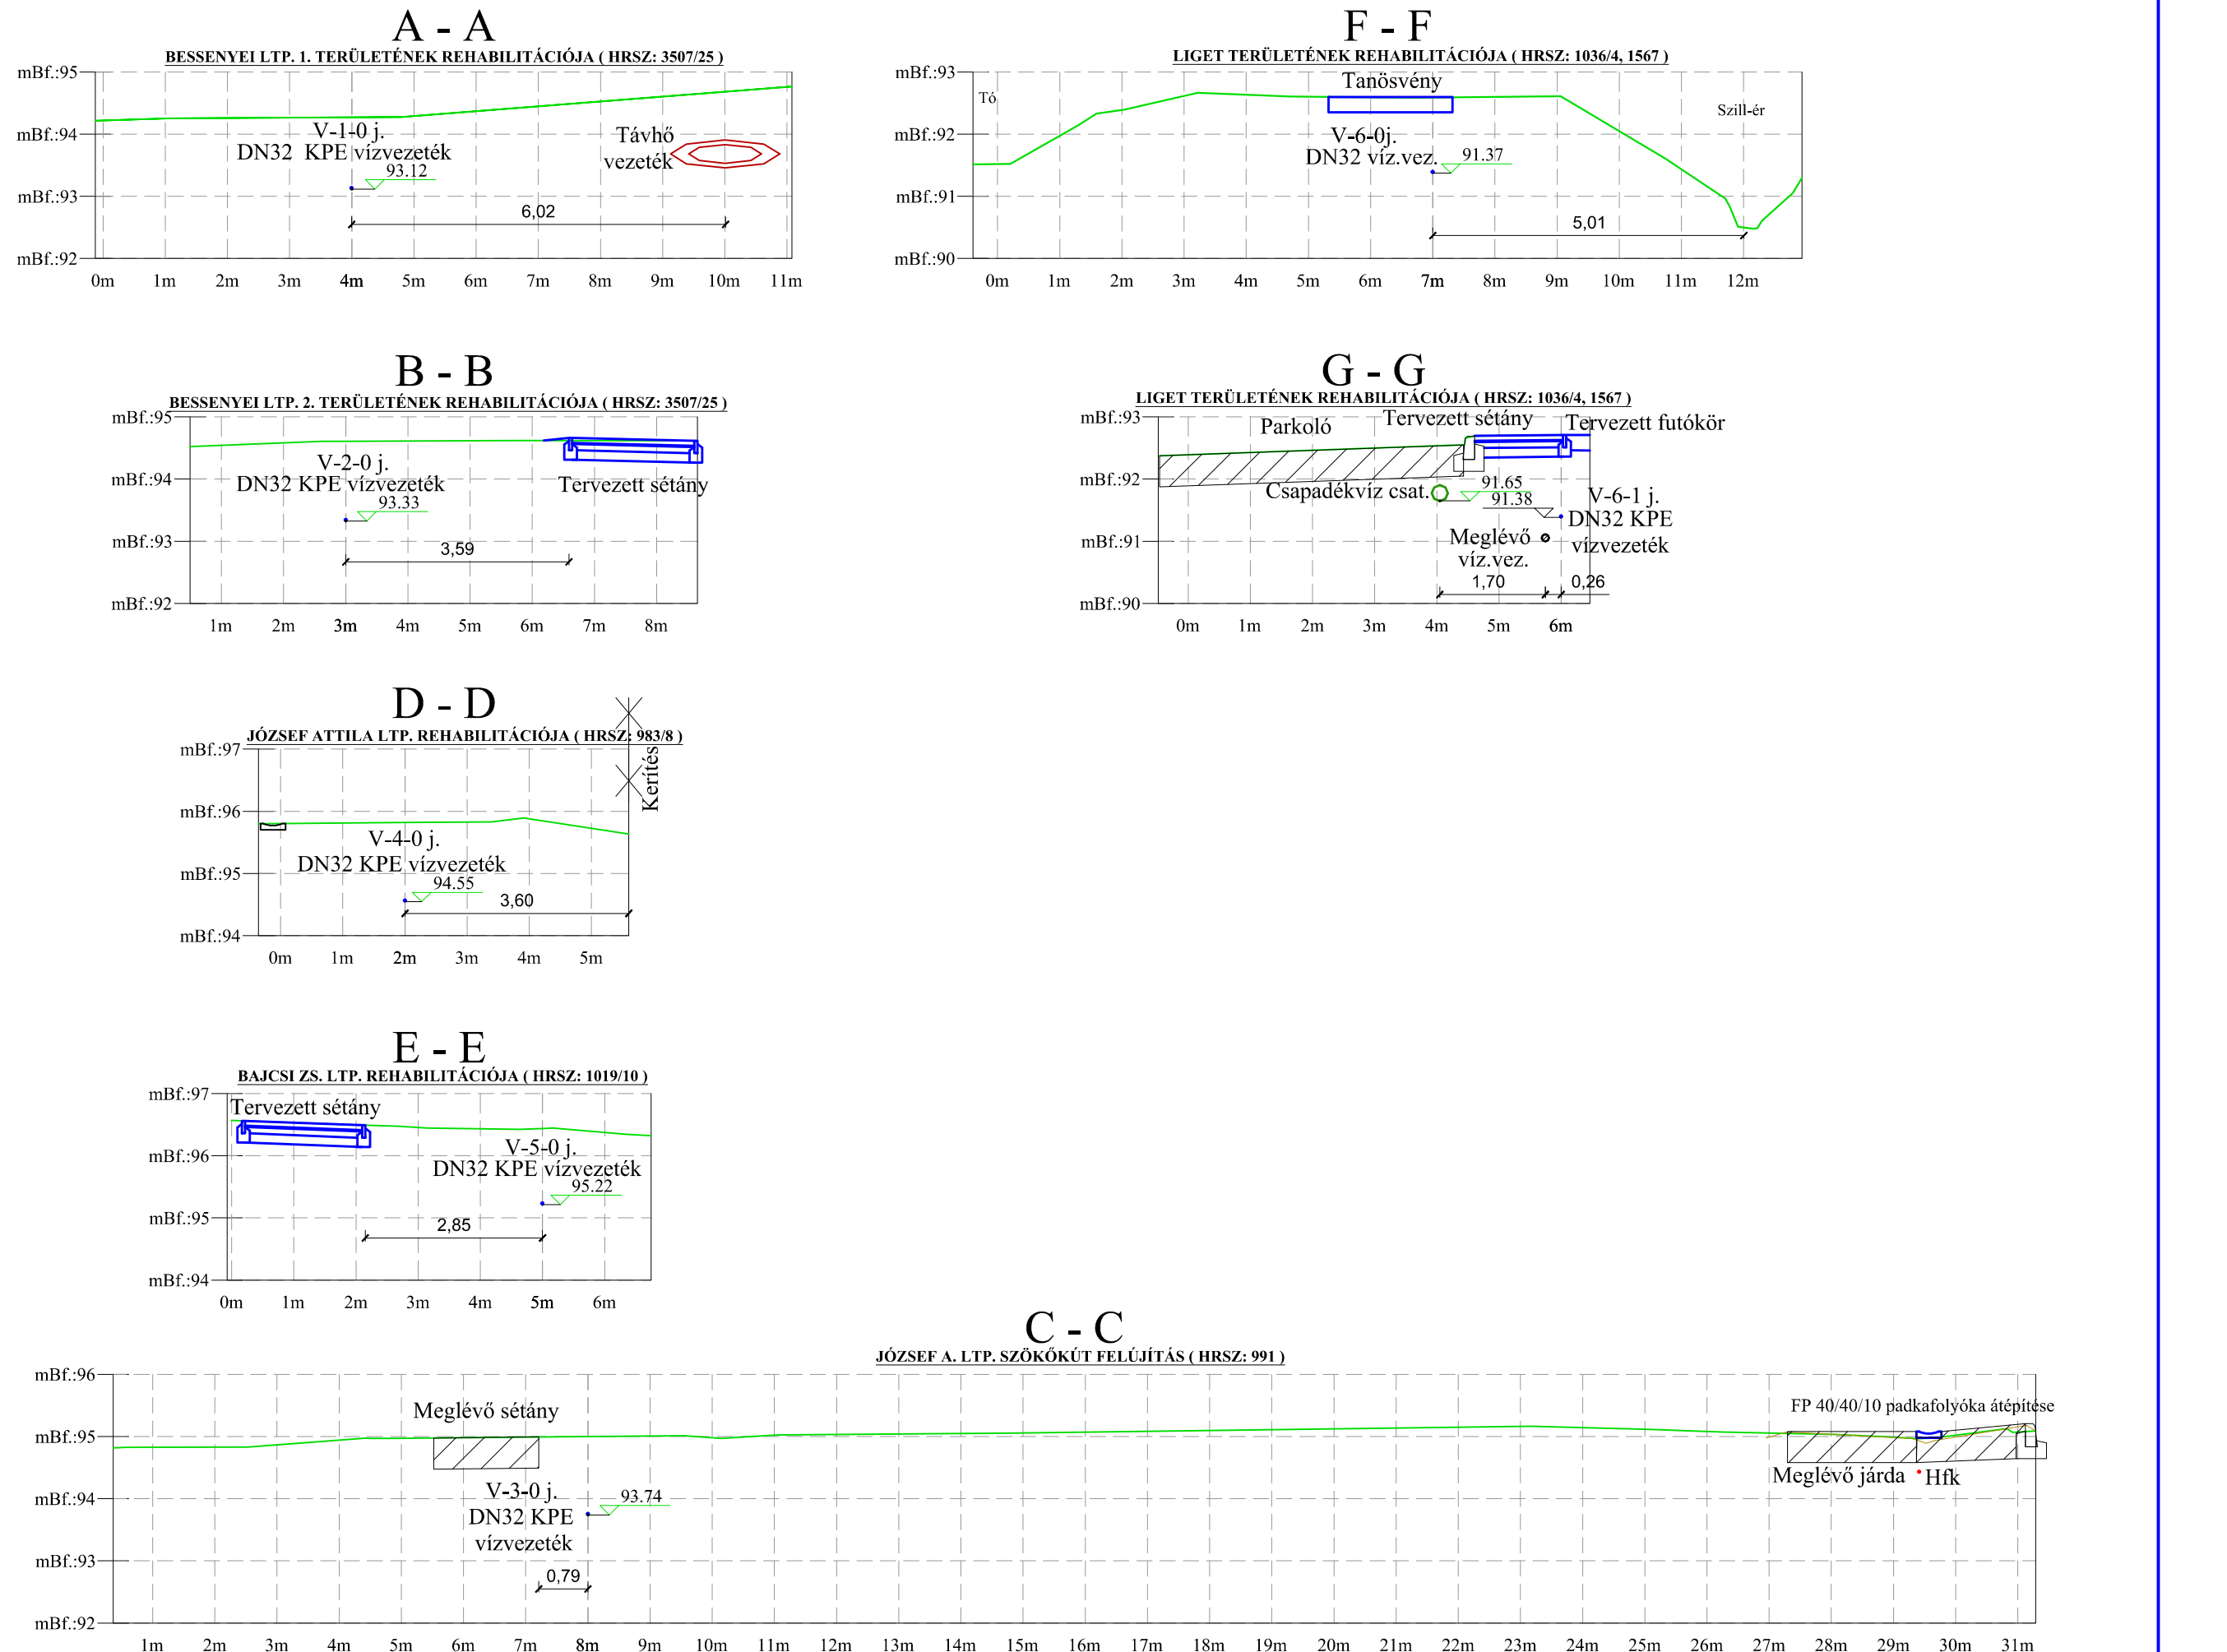 A - A
BESSENYEI LTP. 1. TERÜLETÉNEK REHABILITÁCIÓJA ( HRSZ: 3507/25 )
mBf.:95
mBf.:94
mBf.:93
mBf.:92
V-1-0 j.
DN32 KPE vízvezeték
93.12
Távhő
vezeték
6,02
0m 1m 2m 3m 4m 5m 6m 7m 8m 9m 10m 11m
F - F
LIGET TERÜLETÉNEK REHABILITÁCIÓJA ( HRSZ: 1036/4, 1567 )
mBf.:93
mBf.:92
mBf.:91
mBf.:90
Tó
Tanösvény
Szill-ér
V-6-0j.
DN32 víz.vez.
91.37
5,01
0m 1m 2m 3m 4m 5m 6m 7m 8m 9m 10m 11m 12m
B - B
BESSENYEI LTP. 2. TERÜLETÉNEK REHABILITÁCIÓJA ( HRSZ: 3507/25 )
mBf.:95
mBf.:94
mBf.:93
mBf.:92
V-2-0 j.
DN32 KPE vízvezeték
93.33
Tervezett sétány
3,59
1m 2m 3m 4m 5m 6m 7m 8m
G - G
LIGET TERÜLETÉNEK REHABILITÁCIÓJA ( HRSZ: 1036/4, 1567 )
mBf.:93
mBf.:92
mBf.:91
mBf.:90
Parkoló
Tervezett sétány
Tervezett futókör
Csapadékvíz csat.
91.65
91.38
V-6-1 j.
DN32 KPE
vízvezeték
Meglévő
víz.vez.
1,70
0,26
0m 1m 2m 3m 4m 5m 6m
D - D
JÓZSEF ATTILA LTP. REHABILITÁCIÓJA ( HRSZ: 983/8 )
mBf.:97
mBf.:96
mBf.:95
mBf.:94
Kerítés
V-4-0 j.
DN32 KPE vízvezeték
94.55
3,60
0m 1m 2m 3m 4m 5m
E - E
BAJCSI ZS. LTP. REHABILITÁCIÓJA ( HRSZ: 1019/10 )
mBf.:97
mBf.:96
mBf.:95
mBf.:94
Tervezett sétány
V-5-0 j.
DN32 KPE vízvezeték
95.22
2,85
0m 1m 2m 3m 4m 5m 6m
C - C
JÓZSEF A. LTP. SZÖKŐKÚT FELÚJÍTÁS ( HRSZ: 991 )
mBf.:96
mBf.:95
mBf.:94
mBf.:93
mBf.:92
Meglévő sétány
FP 40/40/10 padkafolyóka átépítése
Meglévő járda
Hfk
V-3-0 j.
DN32 KPE
vízvezeték
93.74
0,79
1m 2m 3m 4m 5m 6m 7m 8m 9m 10m 11m 12m 13m 14m 15m 16m 17m 18m 19m 20m 21m 22m 23m 24m 25m 26m 27m 28m 29m 30m 31m